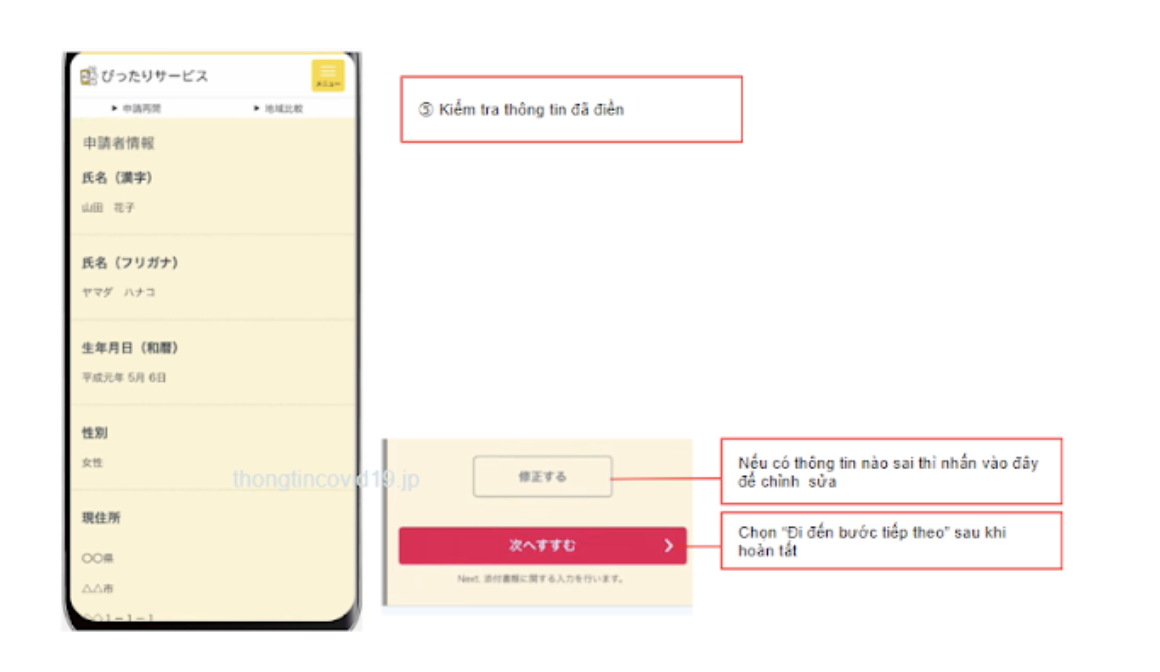 ぴったりサービス
メニュー
▶ 申請再開 ▶ 地域比較
申請者情報
氏名（漢字）
山田 花子
氏名（フリガナ）
ヤマダ ハナコ
生年月日（和暦）
平成元年 5月 6日
性別
女性
現住所
〇〇県
△△市
〇〇1－1－1
⑤ Kiểm tra thông tin đã điền
thongtincovid19.jp
修正する
Nếu có thông tin nào sai thì nhấn vào đây
để chỉnh sửa
次へすすむ
Next. 添付書類に関する入力を行います。
Chọn “Đi đến bước tiếp theo” sau khi
hoàn tất